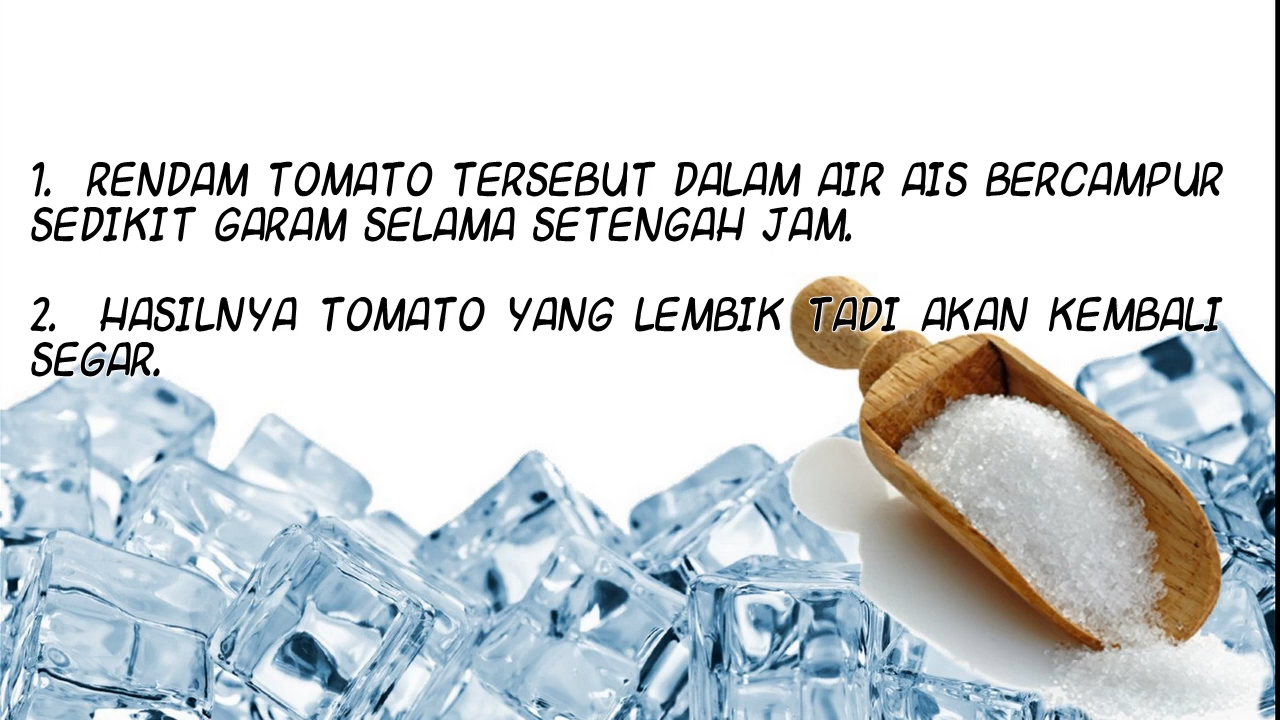 1. RENDAM TOMATO TERSEBUT DALAM AIR AIS BERCAMPUR
SEDIKIT GARAM SELAMA SETENGAH JAM.
2. HASILNYA TOMATO YANG LEMBIK TADI AKAN KEMBALI
SEGAR.